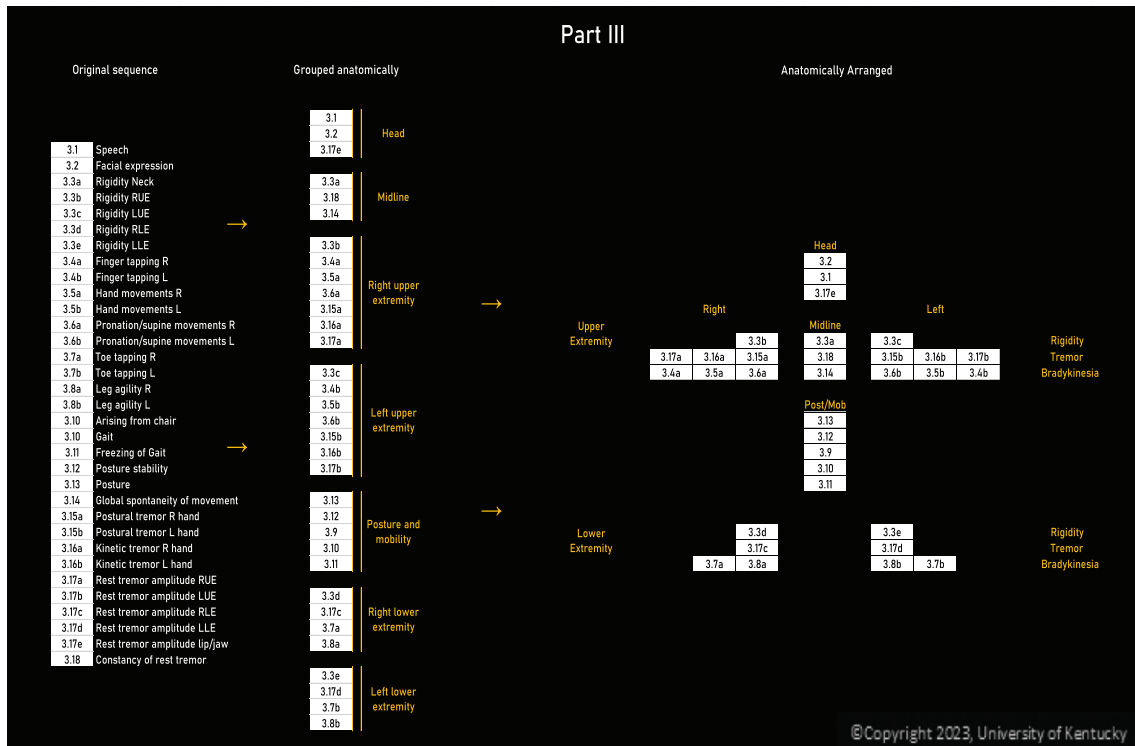 Part III
Original sequence
Grouped anatomically
Anatomically Arranged
3.1 Speech
3.2 Facial expression
3.3a Rigidity Neck
3.3b Rigidity RUE
3.3c Rigidity LUE
3.3d Rigidity RLE
3.3e Rigidity LLE
3.4a Finger tapping R
3.4b Finger tapping L
3.5a Hand movements R
3.5b Hand movements L
3.6a Pronation/supine movements R
3.6b Pronation/supine movements L
3.7a Toe tapping R
3.7b Toe tapping L
3.8a Leg agility R
3.8b Leg agility L
3.10 Arising from chair
3.10 Gait
3.11 Freezing of Gait
3.12 Posture stability
3.13 Posture
3.14 Global spontaneity of movement
3.15a Postural tremor R hand
3.15b Postural tremor L hand
3.16a Kinetic tremor R hand
3.16b Kinetic tremor L hand
3.17a Rest tremor amplitude RUE
3.17b Rest tremor amplitude LUE
3.17c Rest tremor amplitude RLE
3.17d Rest tremor amplitude LLE
3.17e Rest tremor amplitude lip/jaw
3.18 Constancy of rest tremor
→
→
3.1
3.2
3.17e
Head
3.3a
3.18
3.14
Midline
3.3b
3.4a
3.5a
3.6a
3.15a
3.16a
3.17a
Right upper
extremity
3.3c
3.4b
3.5b
3.6b
3.15b
3.16b
3.17b
Left upper
extremity
3.13
3.12
3.9
3.10
3.11
Posture and
mobility
3.3d
3.17c
3.7a
3.8a
Right lower
extremity
3.3e
3.17d
3.7b
3.8b
Left lower
extremity
→
→
Head
3.2
3.1
3.17e
Right Left
Upper
Extremity
Midline
3.3b 3.3a 3.3c Rigidity
3.17a 3.16a 3.15a 3.18 3.15b 3.16b 3.17b Tremor
3.4a 3.5a 3.6a 3.14 3.6b 3.5b 3.4b Bradykinesia
Post/Mob
3.13
3.12
3.9
3.10
3.11
Lower
Extremity
3.3d 3.3e Rigidity
3.17c 3.17d Tremor
3.7a 3.8a 3.8b 3.7b Bradykinesia
©Copyright 2023, University of Kentucky